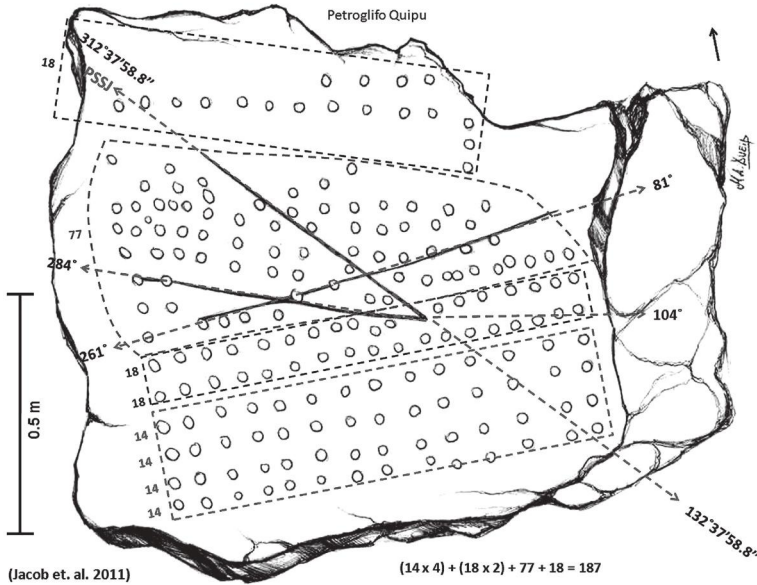 Petroglifo Quipu
312°37'58.8"
PSSJ
18
81°
77
284°
104°
261°
18
18
14
14
14
14
0.5 m
132°37'58.8"
(Jacob et. al. 2011)
(14 x 4) + (18 x 2) + 77 + 18 = 187